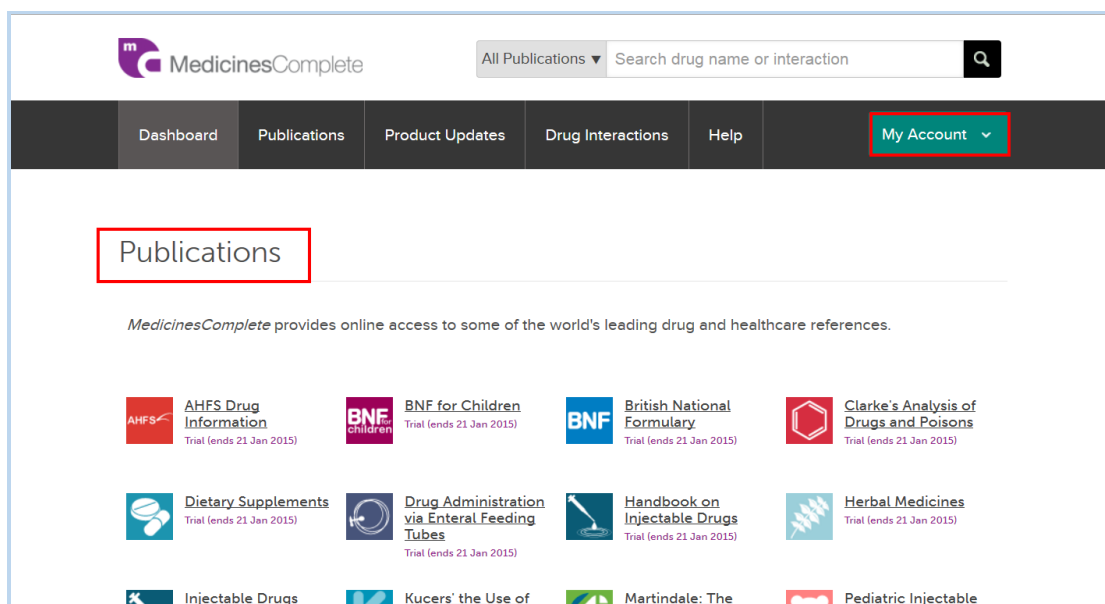 m
MedicinesComplete
All Publications ▼ Search drug name or interaction
Dashboard Publications Product Updates Drug Interactions Help My Account
Publications
MedicinesComplete provides online access to some of the world's leading drug and healthcare references.
AHFS
AHFS Drug
Information
Trial (ends 21 Jan 2015)
BNF for
children
BNF for Children
Trial (ends 21 Jan 2015)
BNF
British National
Formulary
Trial (ends 21 Jan 2015)
Clarke's Analysis of
Drugs and Poisons
Trial (ends 21 Jan 2015)
Dietary Supplements
Trial (ends 21 Jan 2015)
Drug Administration
via Enteral Feeding
Tubes
Trial (ends 21 Jan 2015)
Handbook on
Injectable Drugs
Trial (ends 21 Jan 2015)
Herbal Medicines
Trial (ends 21 Jan 2015)
Injectable Drugs
Kucers' the Use of
Martindale: The
Pediatric Injectable